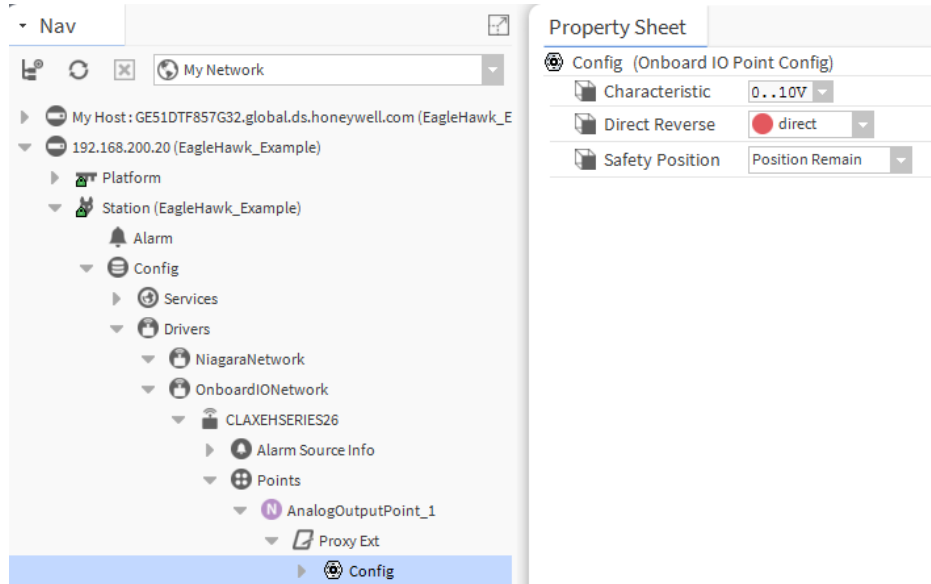 Nav
My Network
My Host : GE51DTF857G32.global.ds.honeywell.com (EagleHawk_E
192.168.200.20 (EagleHawk_Example)
Platform
Station (EagleHawk_Example)
Alarm
Config
Services
Drivers
NiagaraNetwork
OnboardIONetwork
CLAXEHSERIES26
Alarm Source Info
Points
N AnalogOutputPoint_1
Proxy Ext
Config
Property Sheet
Config (Onboard IO Point Config)
Characteristic 0..10V
Direct Reverse direct
Safety Position Position Remain